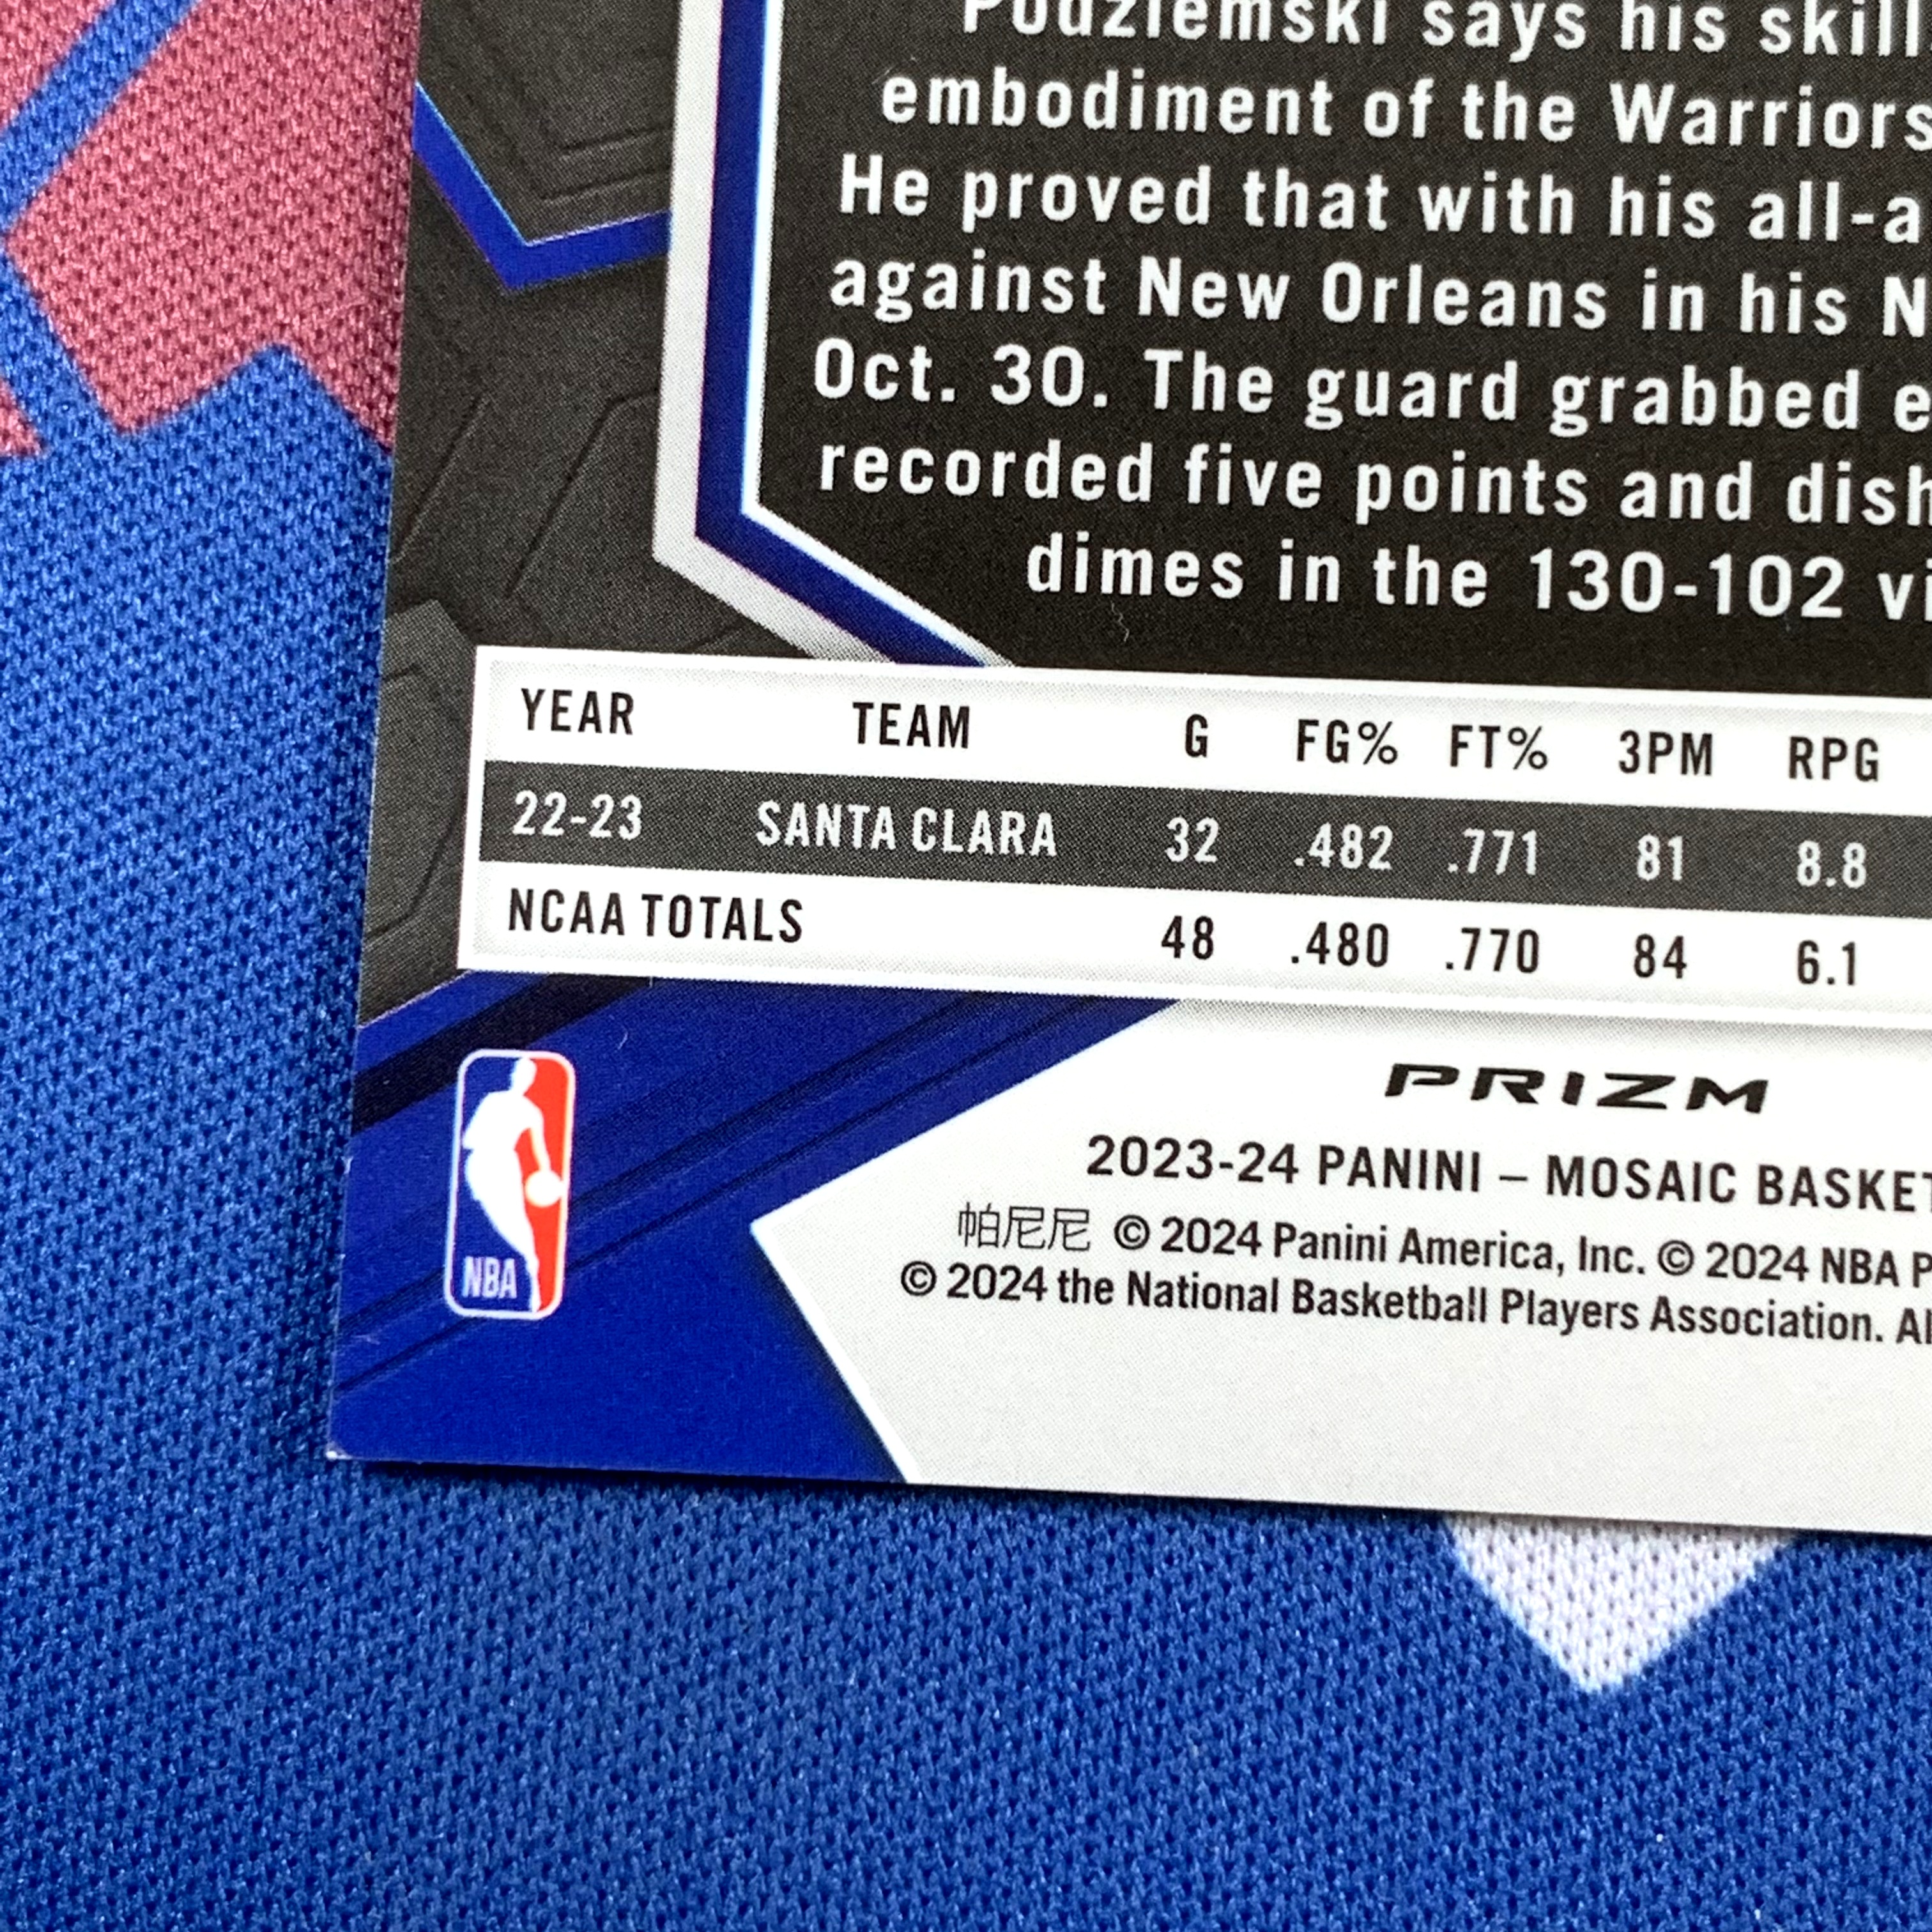 Podziemski says his skill
embodiment of the Warriors
He proved that with his all-a
against New Orleans in his N
Oct. 30. The guard grabbed e
recorded five points and dish
dimes in the 130-102 vi
YEAR TEAM G FG% FT% 3PM RPG
22-23 SANTA CLARA 32 .482 .771 81 8.8
NCAA TOTALS 48 .480 .770 84 6.1
PRIZM
2023-24 PANINI – MOSAIC BASKET
帕尼尼 © 2024 Panini America, Inc. © 2024 NBA P
© 2024 the National Basketball Players Association. Al
NBA